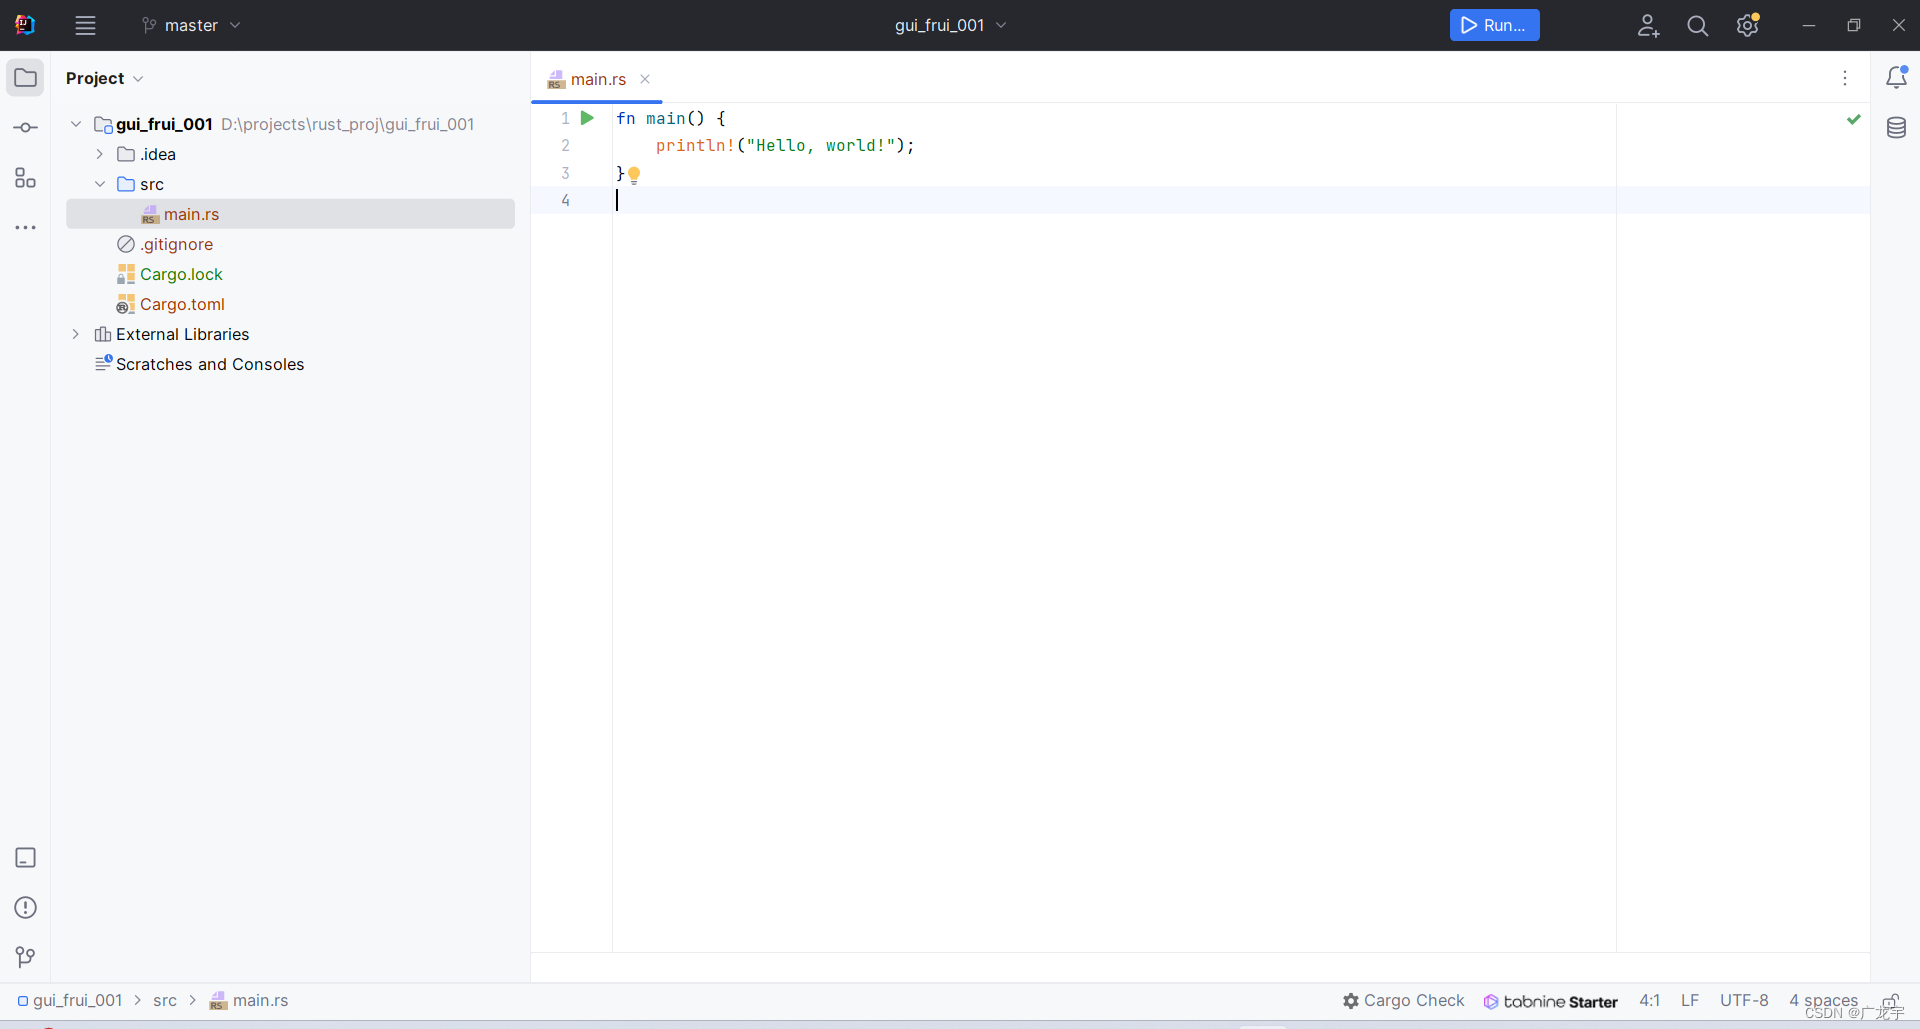 master
gui_frui_001
Run...
Project
main.rs
gui_frui_001 D:\projects\rust_proj\gui_frui_001
.idea
src
main.rs
.gitignore
Cargo.lock
Cargo.toml
External Libraries
Scratches and Consoles
1 fn main() {
2     println!("Hello, world!");
3 }
4
gui_frui_001 > src > main.rs
Cargo Check tabnine Starter 4:1 LF UTF-8 4 spaces
CSDN @广龙宇